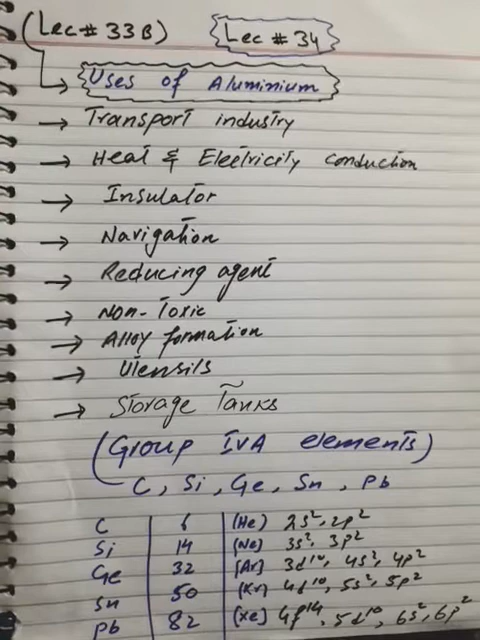 (Lec # 33B) Lec # 34
→ Uses of Aluminium
→ Transport industry
→ Heat & Electricity conduction
→ Insulator
→ Navigation
→ Reducing agent
→ Non-Toxic
→ Alloy formation
→ Utensils
→ Storage Tanks
(Group IVA elements)
C, Si, Ge, Sn, Pb
C | 6 | (He) 2s², 2p²
Si | 14 | (Ne) 3s², 3p²
Ge | 32 | (Ar) 3d¹⁰, 4s², 4p²
Sn | 50 | (Kr) 4d¹⁰, 5s², 5p²
Pb | 82 | (Xe) 4f¹⁴, 5d¹⁰, 6s², 6p²